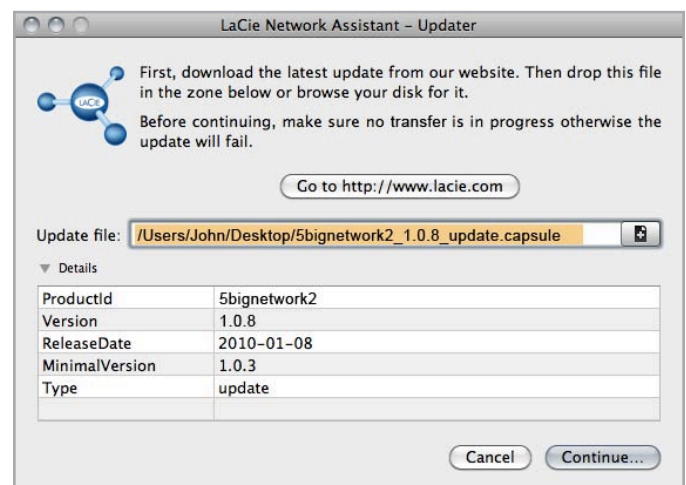 LaCie Network Assistant – Updater
First, download the latest update from our website. Then drop this file
in the zone below or browse your disk for it.
Before continuing, make sure no transfer is in progress otherwise the
update will fail.
LACIE
Go to http://www.lacie.com
Update file: /Users/John/Desktop/5bignetwork2_1.0.8_update.capsule
Details
ProductId 5bignetwork2
Version 1.0.8
ReleaseDate 2010-01-08
MinimalVersion 1.0.3
Type update
Cancel Continue...